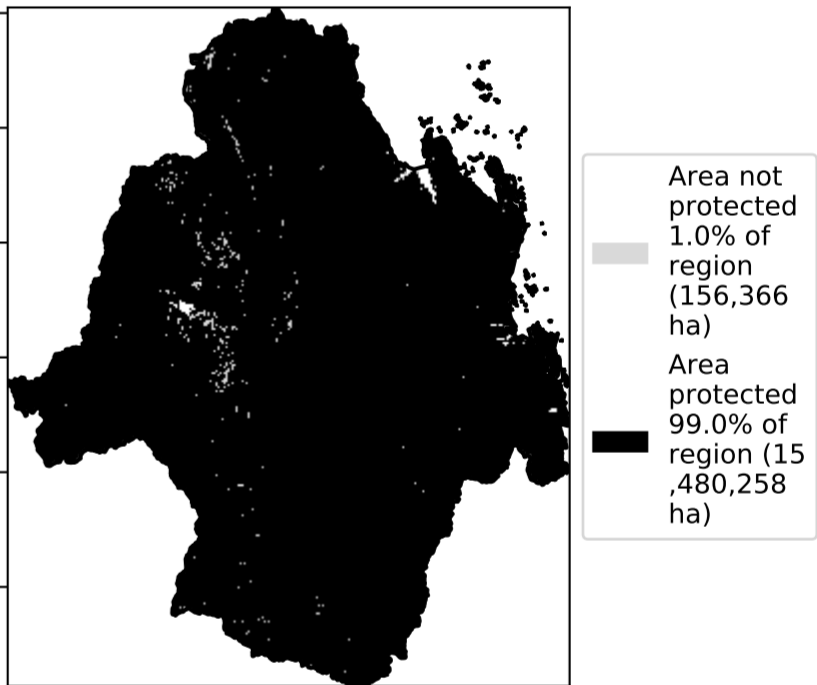 Area not
protected
1.0% of
region
(156,366
ha)
Area
protected
99.0% of
region (15
,480,258
ha)